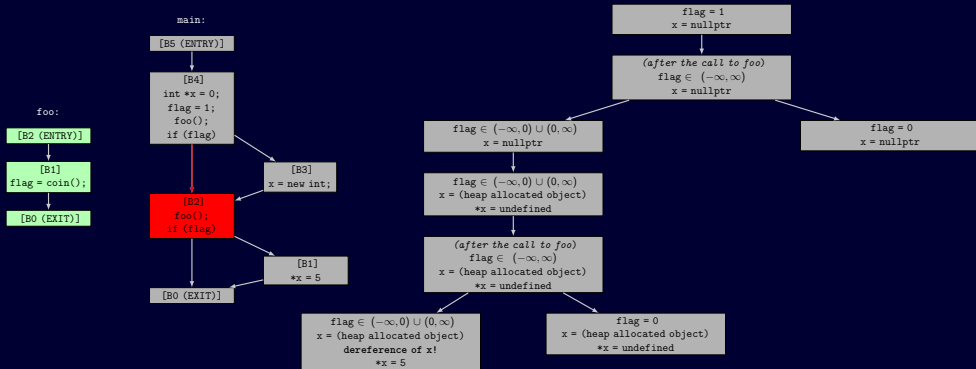 foo:
[B2 (ENTRY)]
[B1]
flag = coin();
[B0 (EXIT)]
main:
[B5 (ENTRY)]
[B4]
int *x = 0;
flag = 1;
foo();
if (flag)
[B3]
x = new int;
[B2]
foo();
if (flag)
[B1]
*x = 5
[B0 (EXIT)]
flag = 1
x = nullptr
(after the call to foo)
flag ∈ (−∞, ∞)
x = nullptr
flag ∈ (−∞, 0) ∪ (0, ∞)
x = nullptr
flag = 0
x = nullptr
flag ∈ (−∞, 0) ∪ (0, ∞)
x = (heap allocated object)
*x = undefined
(after the call to foo)
flag ∈ (−∞, ∞)
x = (heap allocated object)
*x = undefined
flag ∈ (−∞, 0) ∪ (0, ∞)
x = (heap allocated object)
dereference of x!
*x = 5
flag = 0
x = (heap allocated object)
*x = undefined